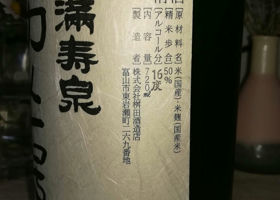 原材料名 米(国産)・米麹(国産米)
精米歩合 50%
アルコール分 16度
内容量 720ml
製造者 株式会社桝田酒造店
富山市東岩瀬町二六九番地
満寿泉